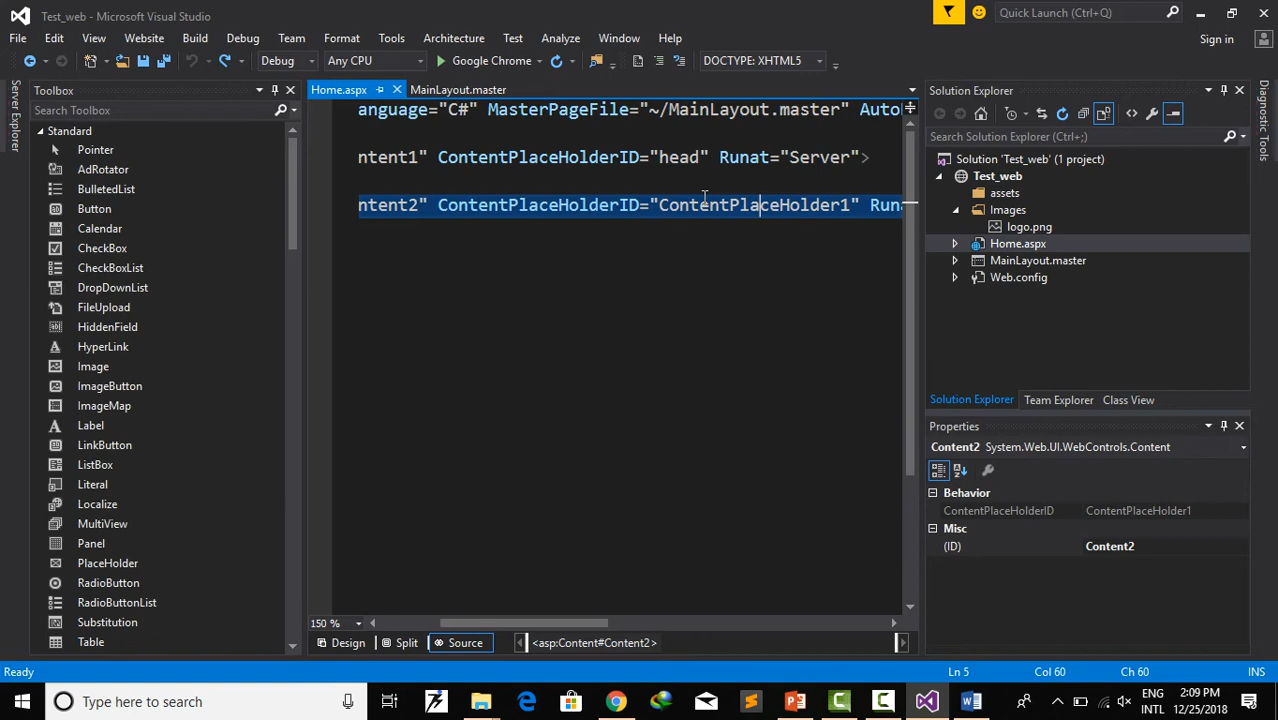 Test_web - Microsoft Visual Studio
Quick Launch (Ctrl+Q)
File Edit View Website Build Debug Team Format Tools Architecture Test Analyze Window Help
Sign in
Debug Any CPU Google Chrome DOCTYPE: XHTML5
Server Explorer
Toolbox
Search Toolbox
Standard
Pointer
AdRotator
BulletedList
Button
Calendar
CheckBox
CheckBoxList
DropDownList
FileUpload
HiddenField
HyperLink
Image
ImageButton
ImageMap
Label
LinkButton
ListBox
Literal
Localize
MultiView
Panel
PlaceHolder
RadioButton
RadioButtonList
Substitution
Table
Home.aspx MainLayout.master
anguage="C#" MasterPageFile="~/MainLayout.master" Auto
ntent1" ContentPlaceHolderID="head" Runat="Server">
ntent2" ContentPlaceHolderID="ContentPlaceHolder1" Runa
150 %
Design Split Source <asp:Content#Content2>
Solution Explorer
Search Solution Explorer (Ctrl+;)
Solution 'Test_web' (1 project)
Test_web
assets
Images
logo.png
Home.aspx
MainLayout.master
Web.config
Solution Explorer Team Explorer Class View
Properties
Content2 System.Web.UI.WebControls.Content
Behavior
ContentPlaceHolderID ContentPlaceHolder1
Misc
(ID) Content2
Diagnostic Tools
Ready Ln 5 Col 60 Ch 60 INS
Type here to search
ENG
INTL
2:09 PM
12/25/2018